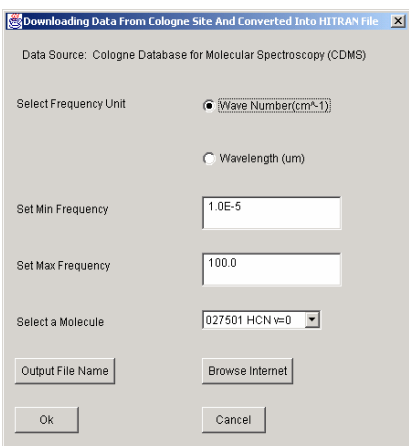 Downloading Data From Cologne Site And Converted Into HITRAN File
Data Source: Cologne Database for Molecular Spectroscopy (CDMS)
Select Frequency Unit
Wave Number(cm^-1)
Wavelength (um)
Set Min Frequency
1.0E-5
Set Max Frequency
100.0
Select a Molecule
027501 HCN v=0
Output File Name
Browse Internet
Ok
Cancel